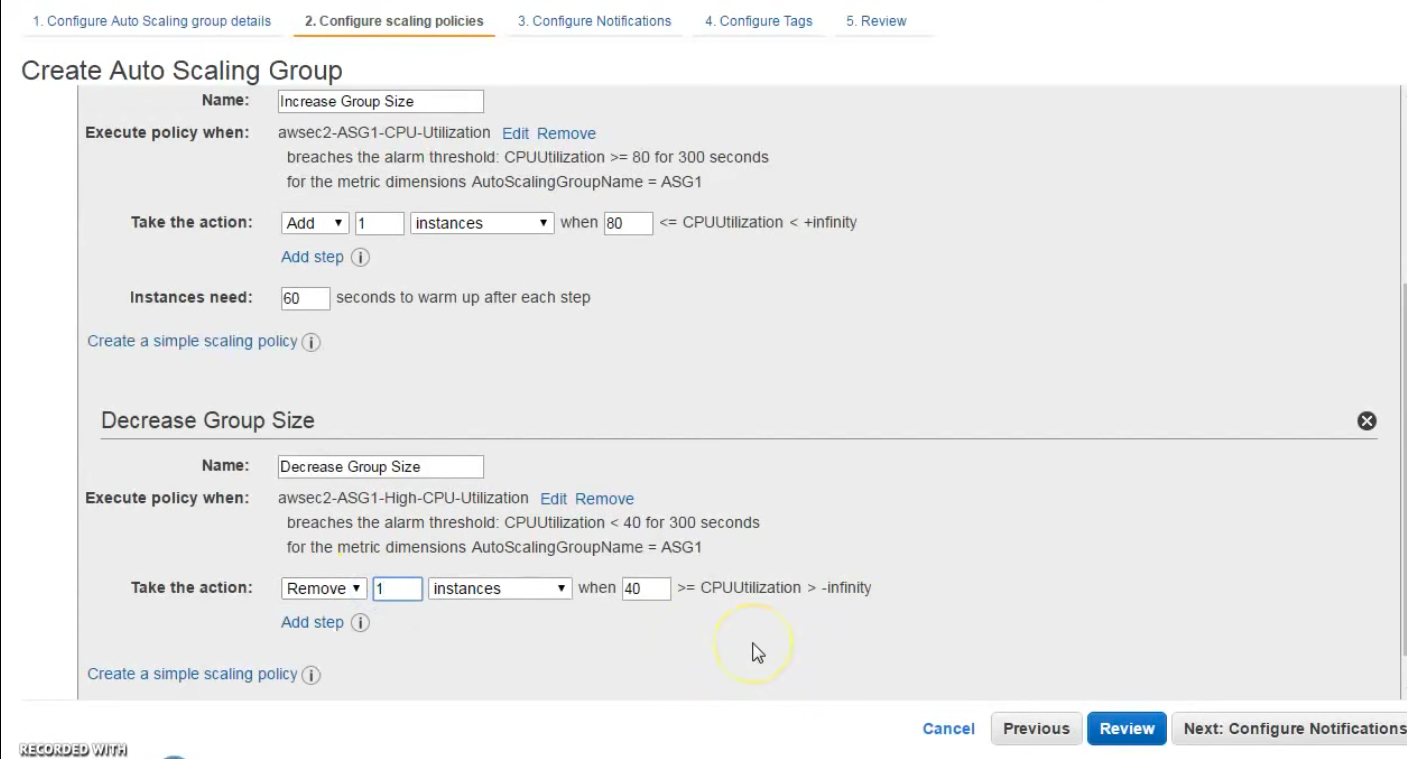 1. Configure Auto Scaling group details 2. Configure scaling policies 3. Configure Notifications 4. Configure Tags 5. Review
Create Auto Scaling Group
Name: Increase Group Size
Execute policy when: awsec2-ASG1-CPU-Utilization Edit Remove
breaches the alarm threshold: CPUUtilization >= 80 for 300 seconds
for the metric dimensions AutoScalingGroupName = ASG1
Take the action: Add 1 instances when 80 <= CPUUtilization < +infinity
Add step i
Instances need: 60 seconds to warm up after each step
Create a simple scaling policy i
Decrease Group Size
Name: Decrease Group Size
Execute policy when: awsec2-ASG1-High-CPU-Utilization Edit Remove
breaches the alarm threshold: CPUUtilization < 40 for 300 seconds
for the metric dimensions AutoScalingGroupName = ASG1
Take the action: Remove 1 instances when 40 >= CPUUtilization > -infinity
Add step i
Create a simple scaling policy i
Cancel Previous Review Next: Configure Notifications
RECORDED WITH